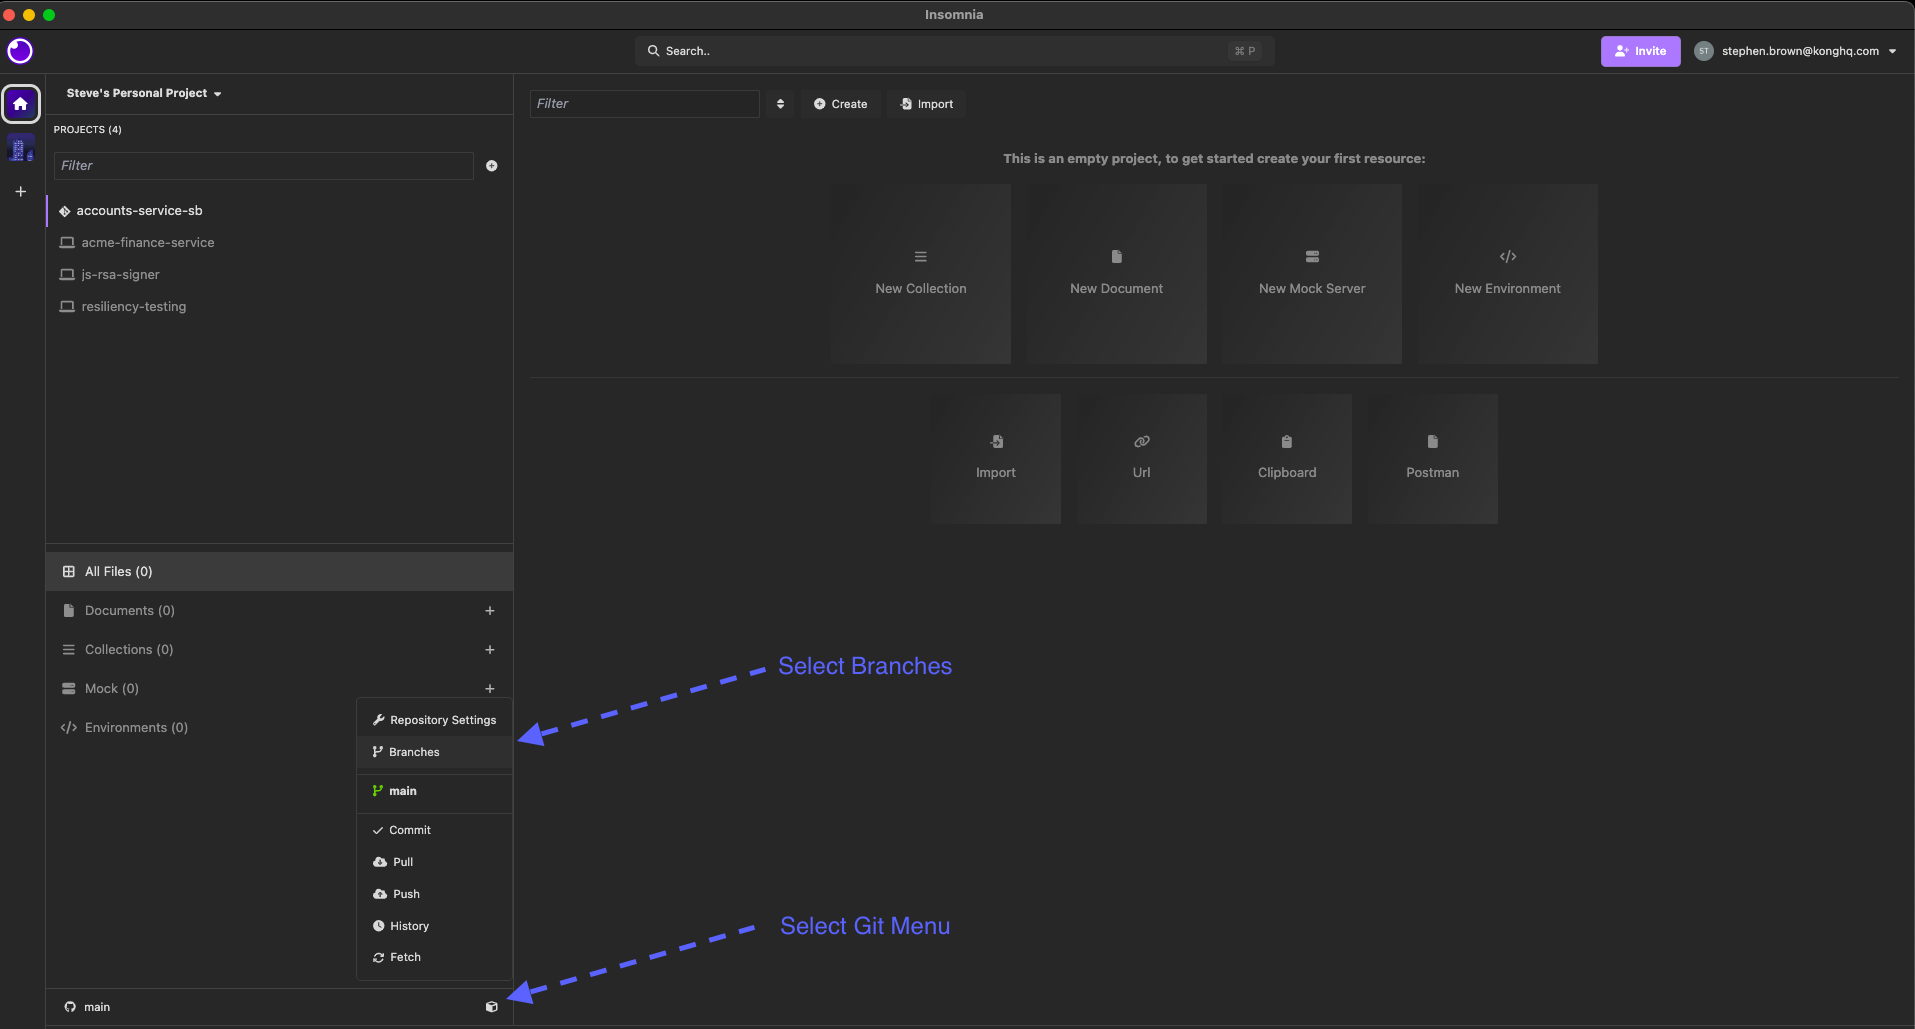 Insomnia
Search..
⌘ P
Invite
ST
stephen.brown@konghq.com
Steve's Personal Project
PROJECTS (4)
Filter
accounts-service-sb
acme-finance-service
js-rsa-signer
resiliency-testing
Filter
Create
Import
This is an empty project, to get started create your first resource:
New Collection
New Document
New Mock Server
New Environment
Import
Url
Clipboard
Postman
All Files (0)
Documents (0)
Collections (0)
Mock (0)
Environments (0)
Repository Settings
Branches
main
Commit
Pull
Push
History
Fetch
main
Select Branches
Select Git Menu